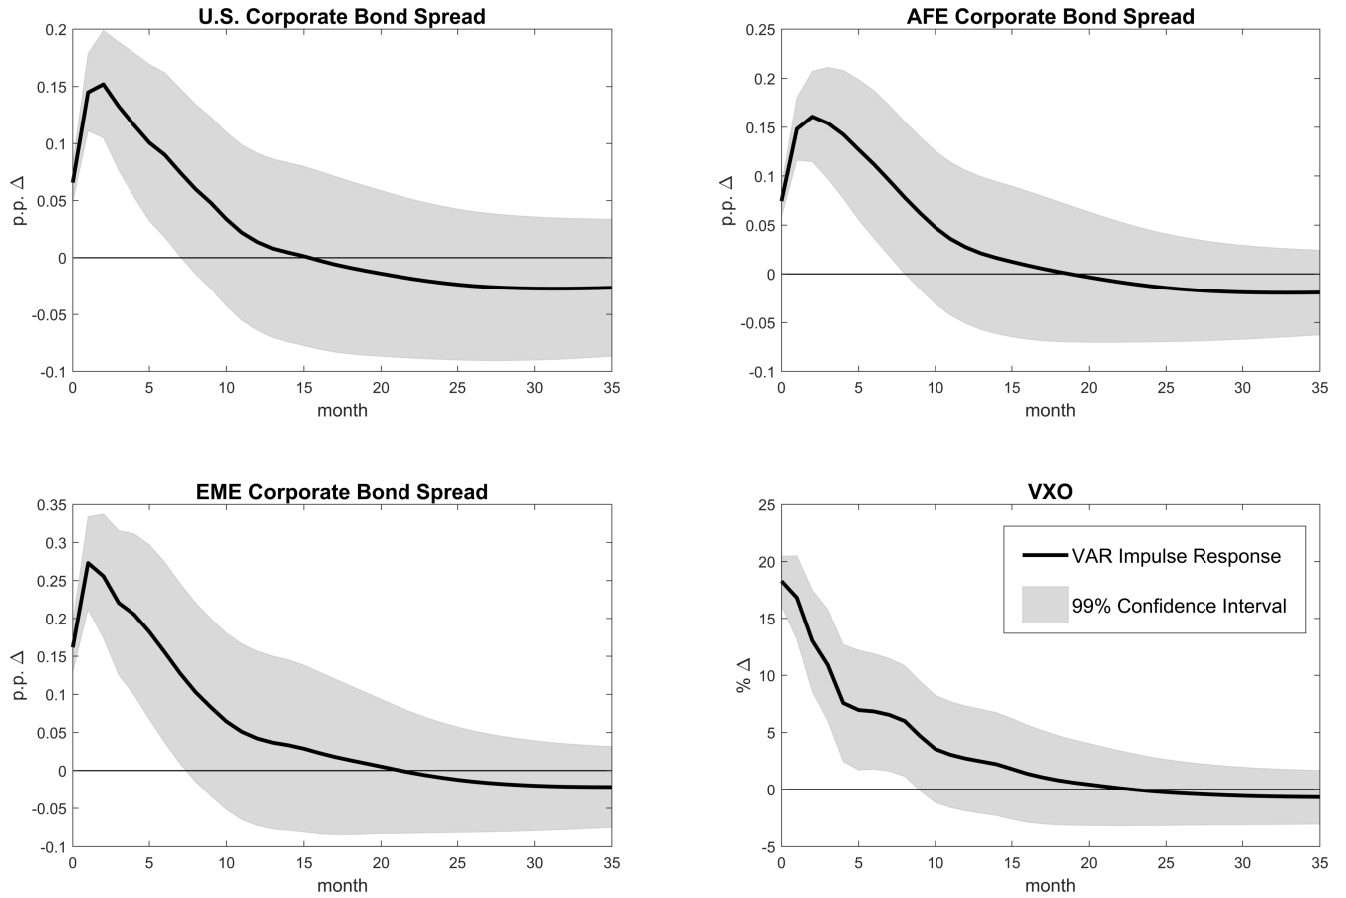 U.S. Corporate Bond Spread
0.2
0.15
0.1
0.05
0
-0.05
-0.1
p.p. Δ
0 5 10 15 20 25 30 35
month
AFE Corporate Bond Spread
0.25
0.2
0.15
0.1
0.05
0
-0.05
-0.1
p.p. Δ
0 5 10 15 20 25 30 35
month
EME Corporate Bond Spread
0.35
0.3
0.25
0.2
0.15
0.1
0.05
0
-0.05
-0.1
p.p. Δ
0 5 10 15 20 25 30 35
month
VXO
25
20
15
10
5
0
-5
% Δ
VAR Impulse Response
99% Confidence Interval
0 5 10 15 20 25 30 35
month